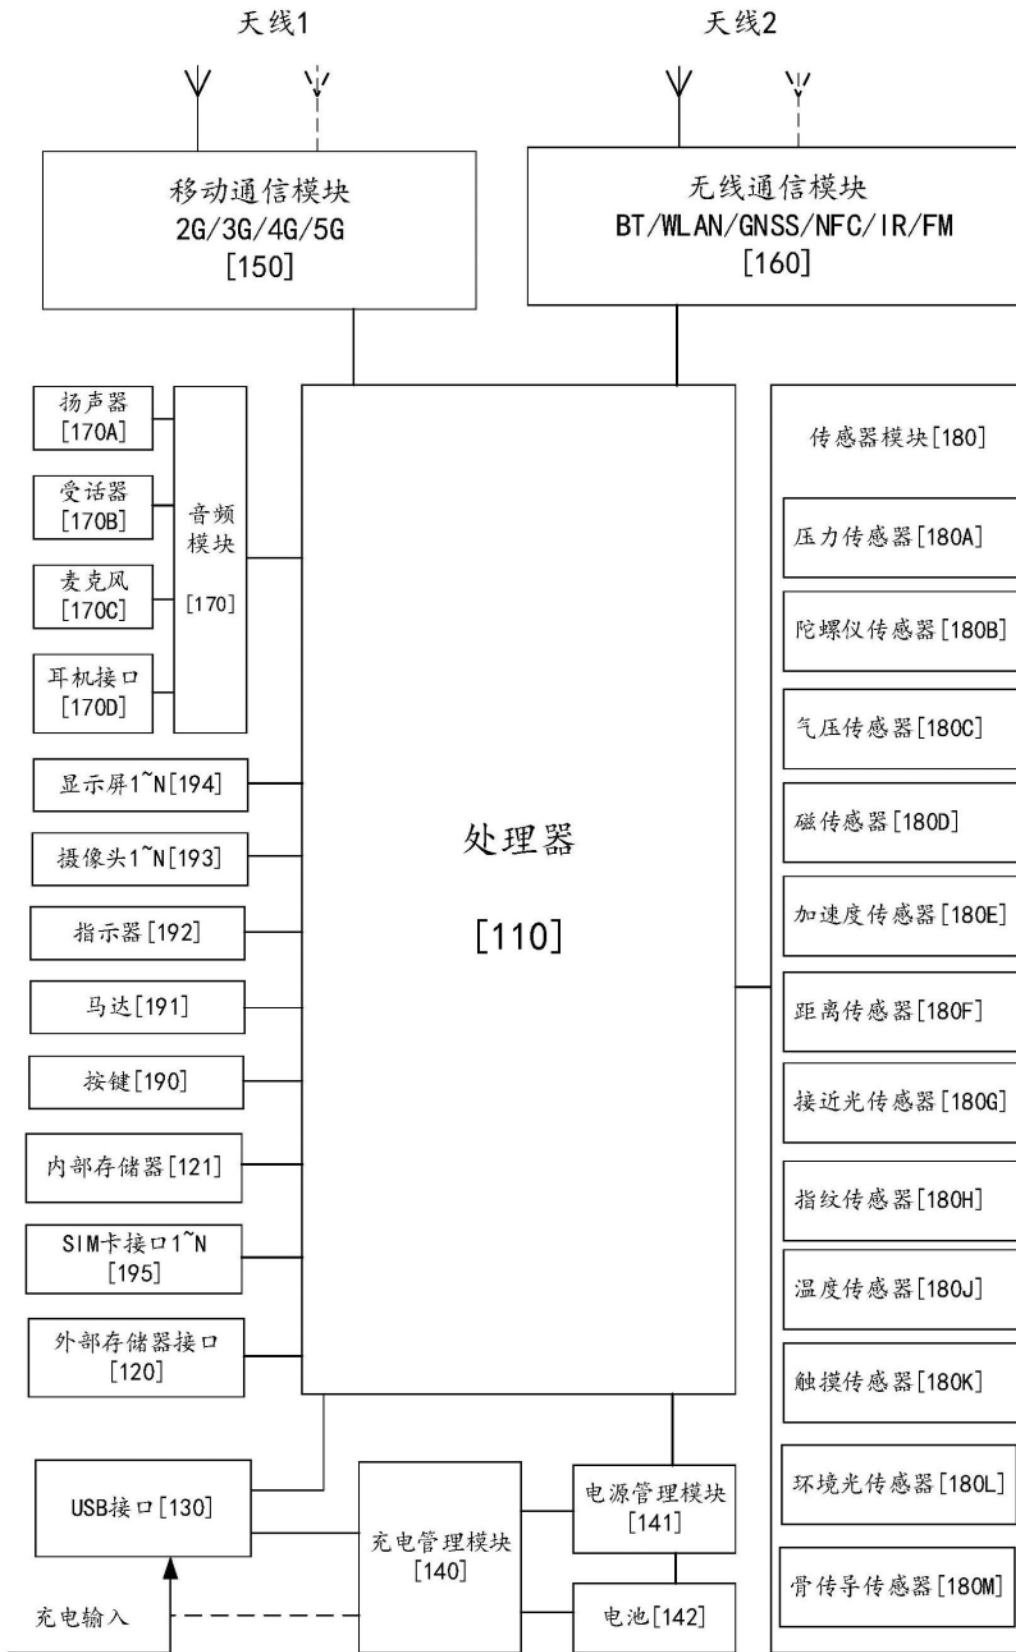 天线1
天线2
移动通信模块
2G/3G/4G/5G
[150]
无线通信模块
BT/WLAN/GNSS/NFC/IR/FM
[160]
扬声器
[170A]
受话器
[170B]
麦克风
[170C]
耳机接口
[170D]
音频
模块
[170]
显示屏1~N[194]
摄像头1~N[193]
指示器[192]
马达[191]
按键[190]
内部存储器[121]
SIM卡接口1~N
[195]
外部存储器接口
[120]
处理器
[110]
传感器模块[180]
压力传感器[180A]
陀螺仪传感器[180B]
气压传感器[180C]
磁传感器[180D]
加速度传感器[180E]
距离传感器[180F]
接近光传感器[180G]
指纹传感器[180H]
温度传感器[180J]
触摸传感器[180K]
环境光传感器[180L]
骨传导传感器[180M]
USB接口[130]
充电输入
充电管理模块
[140]
电源管理模块
[141]
电池[142]